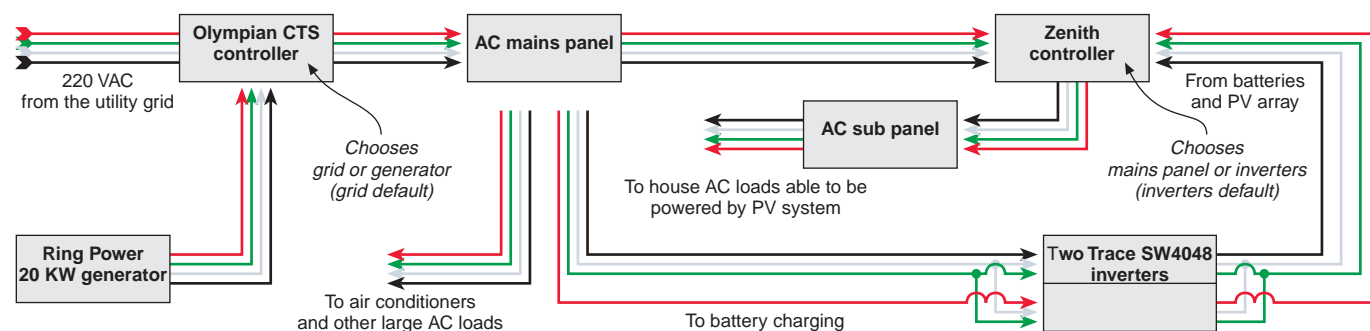 Olympian CTS
controller
AC mains panel
Zenith
controller
220 VAC
from the utility grid
From batteries
and PV array
AC sub panel
Chooses
grid or generator
(grid default)
Chooses
mains panel or inverters
(inverters default)
To house AC loads able to be
powered by PV system
Ring Power
20 KW generator
Two Trace SW4048
inverters
To air conditioners
and other large AC loads
To battery charging